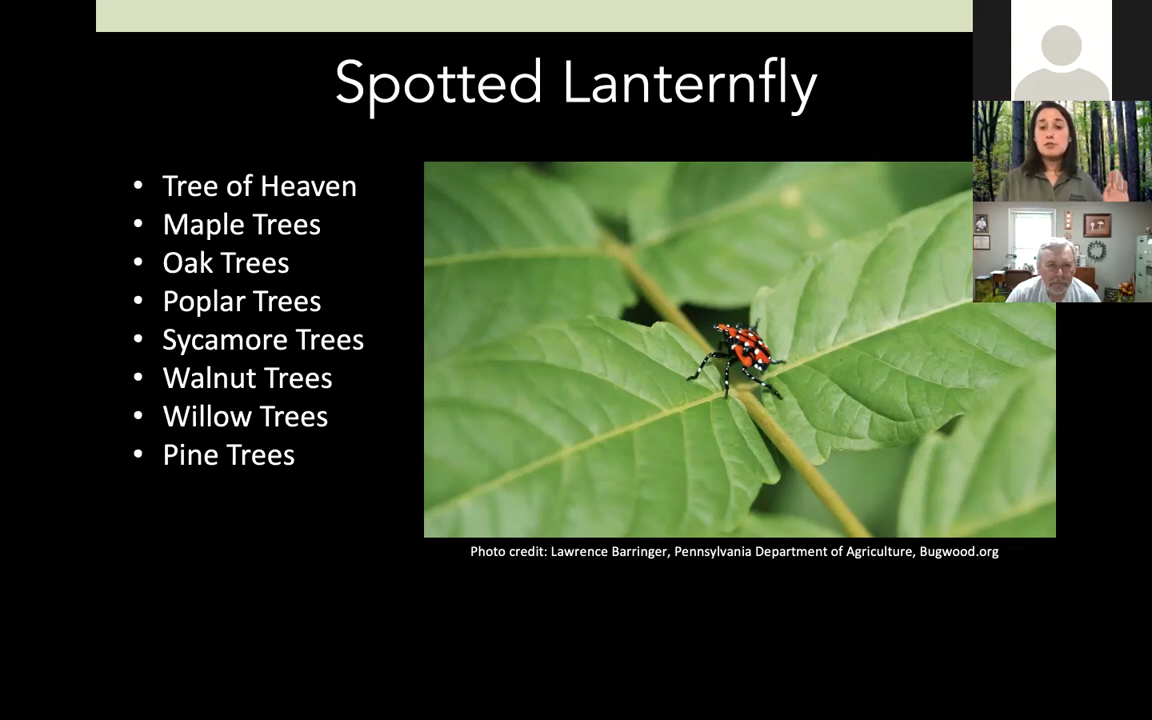 Spotted Lanternfly
• Tree of Heaven
• Maple Trees
• Oak Trees
• Poplar Trees
• Sycamore Trees
• Walnut Trees
• Willow Trees
• Pine Trees
Photo credit: Lawrence Barringer, Pennsylvania Department of Agriculture, Bugwood.org